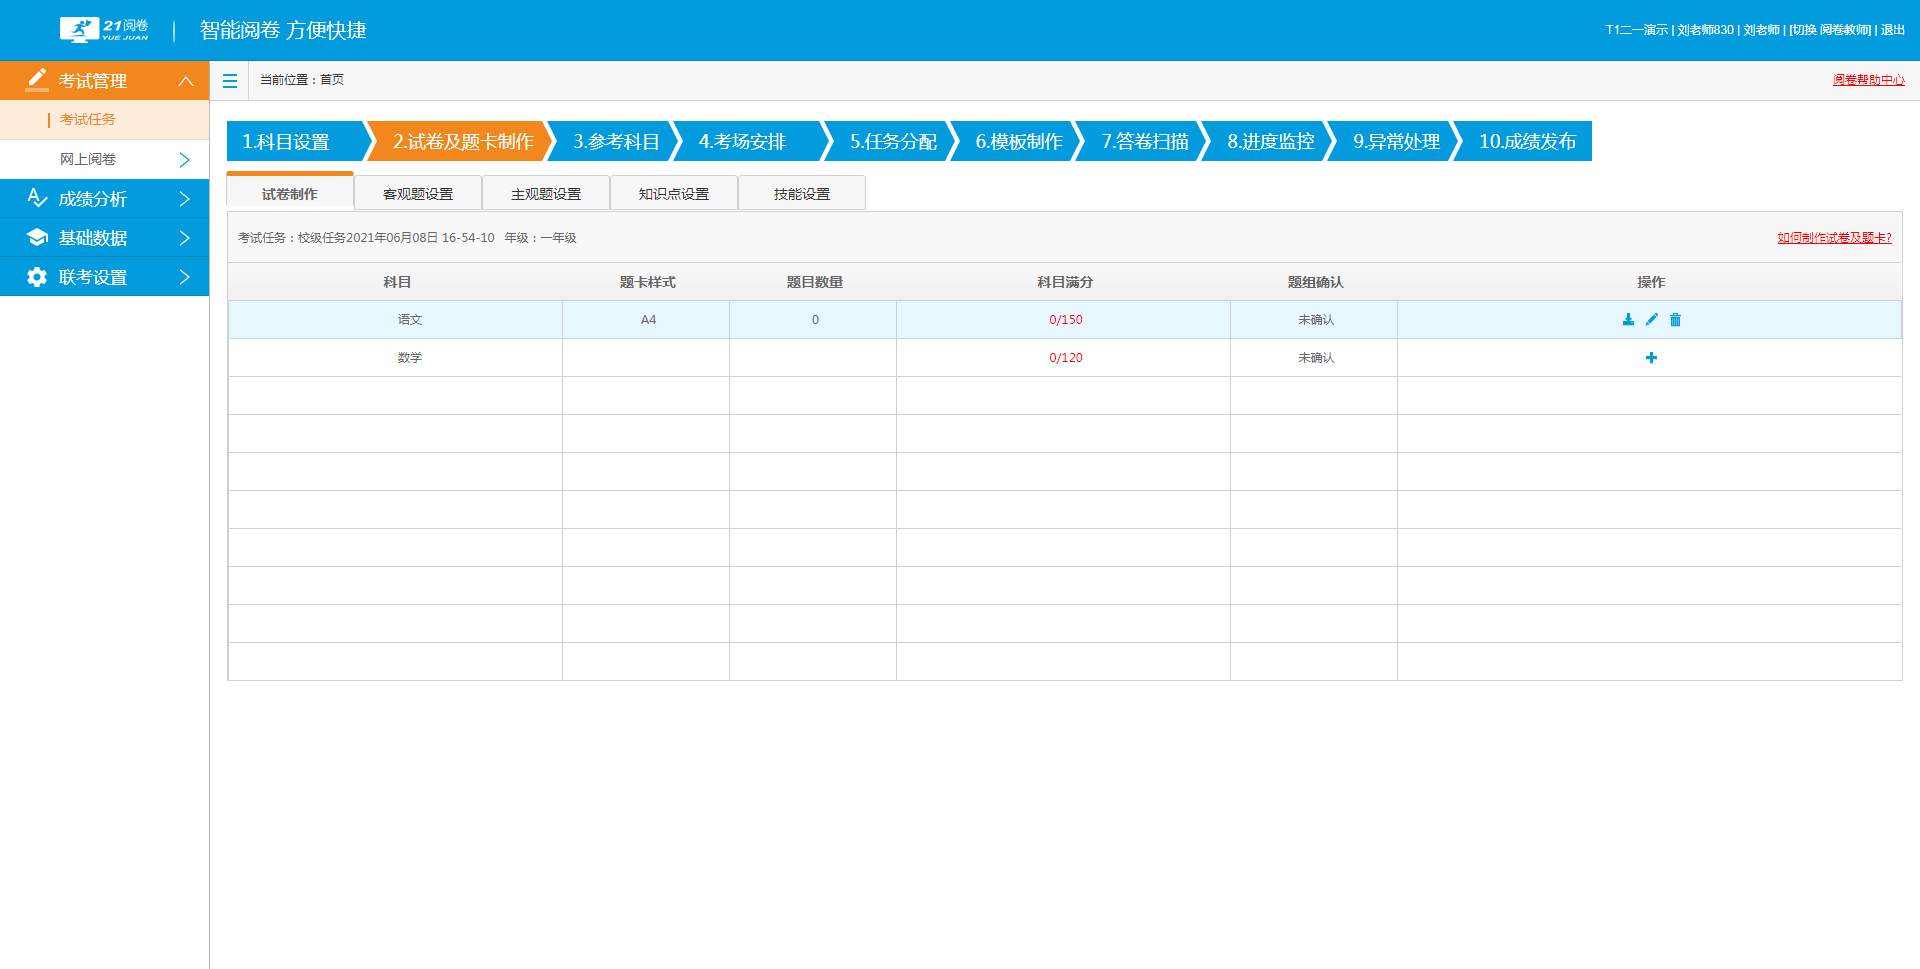 21阅卷
YUE JUAN
智能阅卷 方便快捷
T1二一演示 | 刘老师830 | 刘老师 | [切换 阅卷教师] | 退出
考试管理
当前位置：首页
阅卷帮助中心
考试任务
网上阅卷
成绩分析
基础数据
联考设置
1.科目设置 2.试卷及题卡制作 3.参考科目 4.考场安排 5.任务分配 6.模板制作 7.答卷扫描 8.进度监控 9.异常处理 10.成绩发布
试卷制作 客观题设置 主观题设置 知识点设置 技能设置
考试任务：校级任务2021年06月08日 16-54-10 年级：一年级
如何制作试卷及题卡?
科目 题卡样式 题目数量 科目满分 题组确认 操作
语文 A4 0 0/150 未确认
数学 0/120 未确认